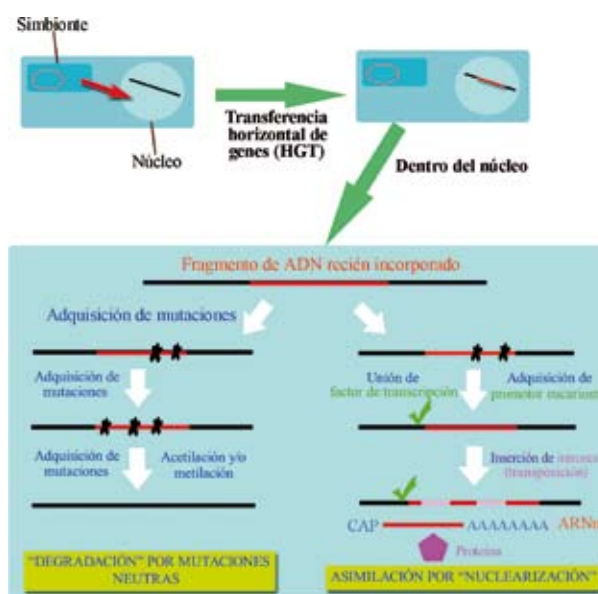 Simbionte
Núcleo
Transferencia
horizontal de
genes (HGT)
Dentro del núcleo
Fragmento de ADN recién incorporado
Adquisición de mutaciones
Adquisición de
mutaciones
Adquisición de
mutaciones
Acetilación y/o
metilación
"DEGRADACIÓN" POR MUTACIONES
NEUTRAS
Unión de
factor de transcripción
Adquisición de
promotor
Inserción de intrones
(transposición)
CAP
AAAAAAAA
Proteína
ASIMILACIÓN POR "NUCLEARIZACIÓN"